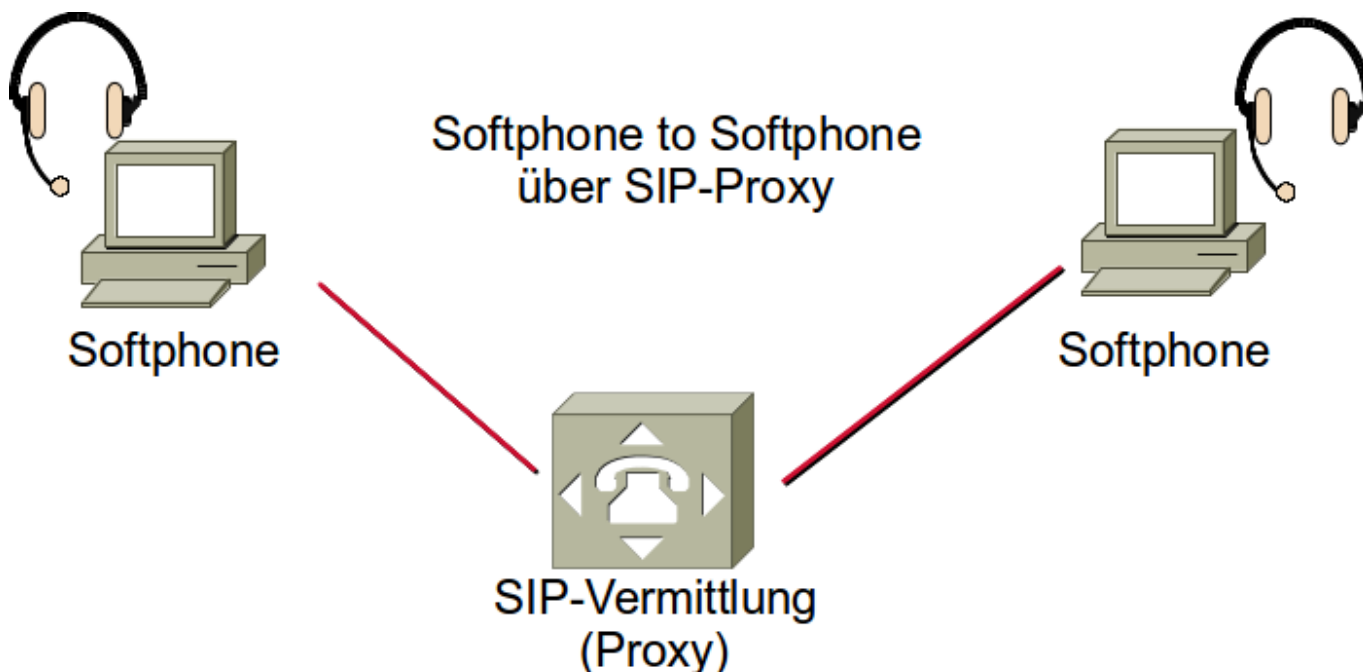 Softphone to Softphone
über SIP-Proxy
Softphone
Softphone
SIP-Vermittlung
(Proxy)